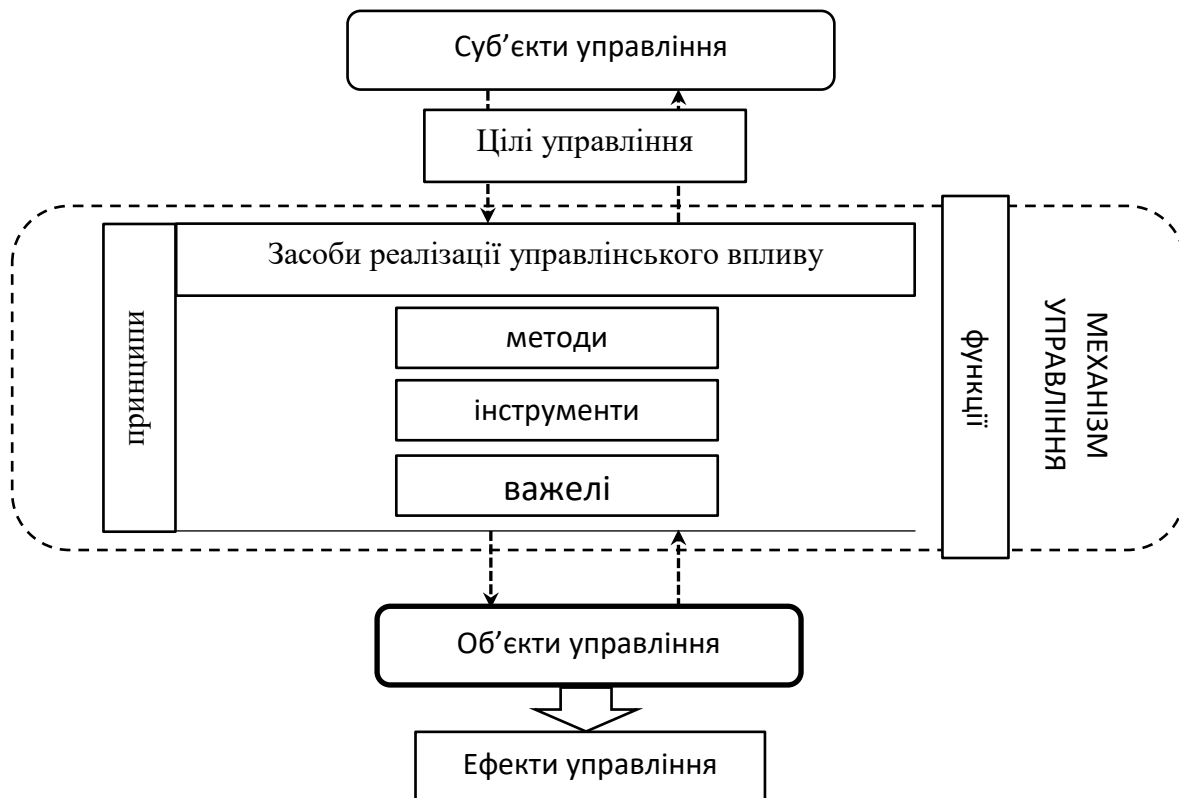 Суб’єкти управління
Цілі управління
Засоби реалізації управлінського впливу
принципи
методи
інструменти
важелі
функції
МЕХАНІЗМ
УПРАВЛІННЯ
Об’єкти управління
Ефекти управління